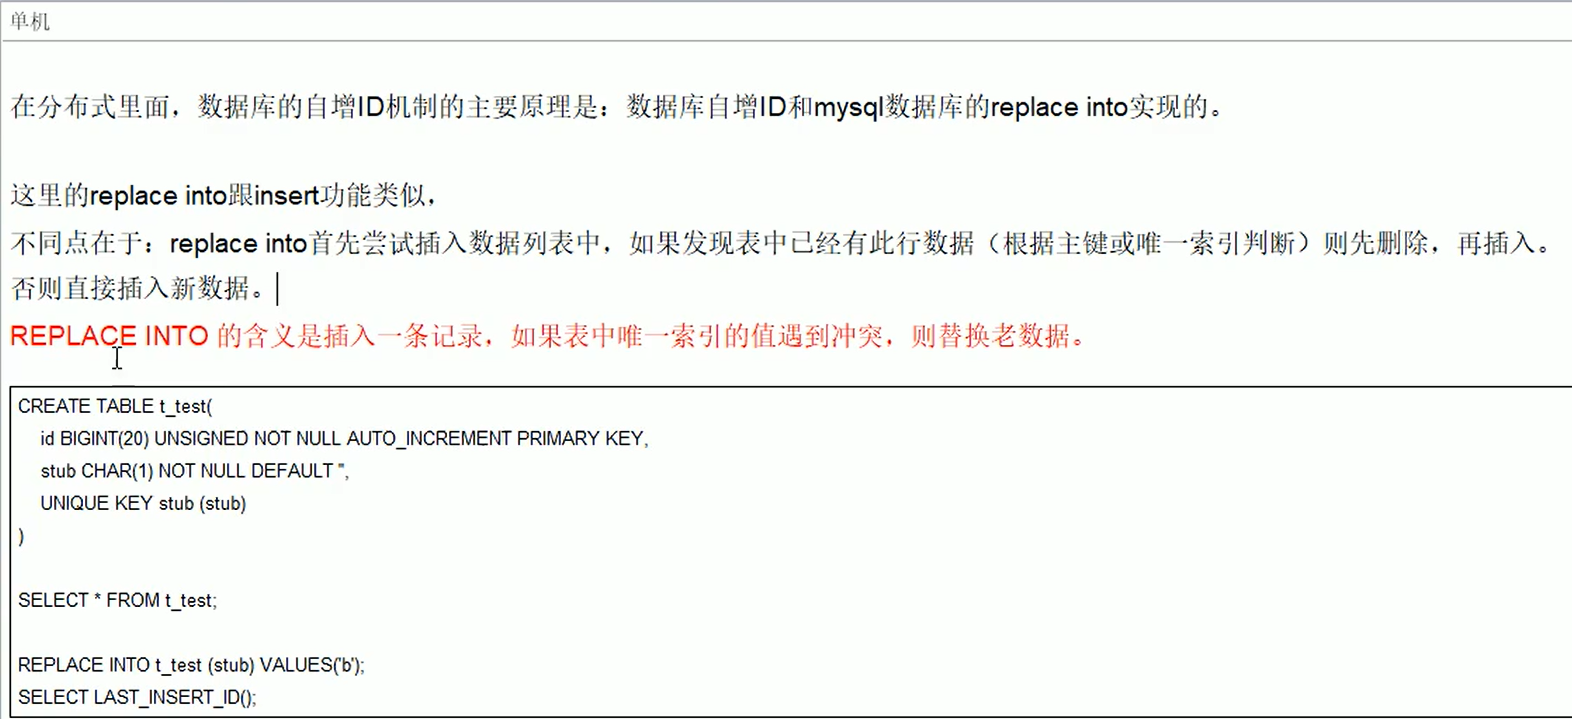 单机
在分布式里面，数据库的自增ID机制的主要原理是：数据库自增ID和mysql数据库的replace into实现的。
这里的replace into跟insert功能类似，
不同点在于：replace into首先尝试插入数据列表中，如果发现表中已经有此行数据（根据主键或唯一索引判断）则先删除，再插入。
否则直接插入新数据。
REPLACE INTO 的含义是插入一条记录，如果表中唯一索引的值遇到冲突，则替换老数据。
CREATE TABLE t_test(
id BIGINT(20) UNSIGNED NOT NULL AUTO_INCREMENT PRIMARY KEY,
stub CHAR(1) NOT NULL DEFAULT '',
UNIQUE KEY stub (stub)
)
SELECT * FROM t_test;
REPLACE INTO t_test (stub) VALUES('b');
SELECT LAST_INSERT_ID();